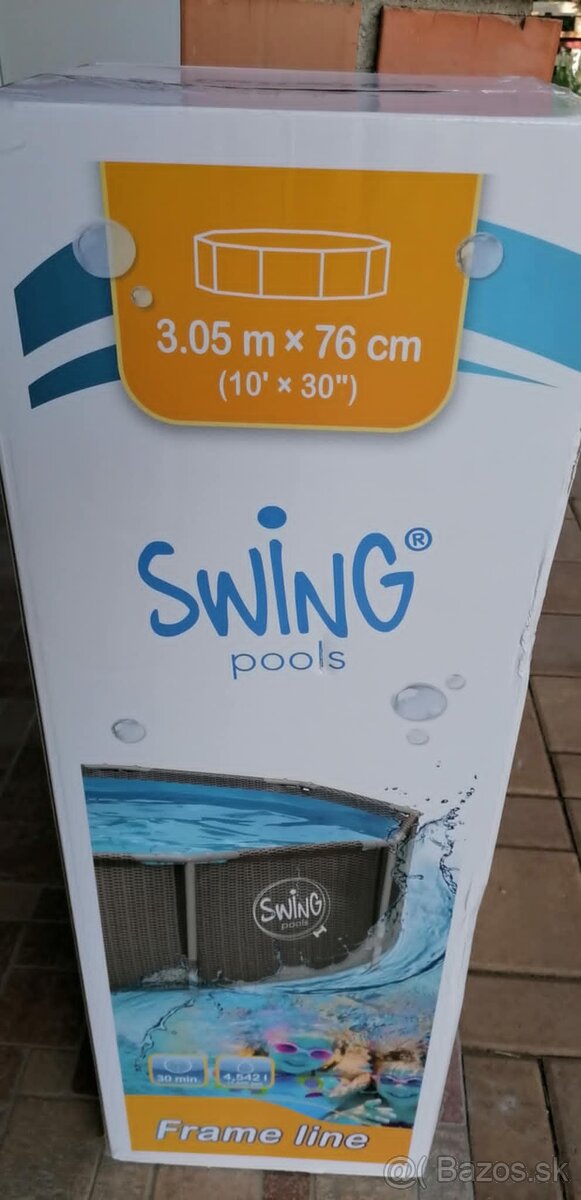 3.05 m × 76 cm
(10' × 30")
SWiNG®
pools
SWiNG
pools
30 min.
4,542 l
Frame line
@( Bazos.sk